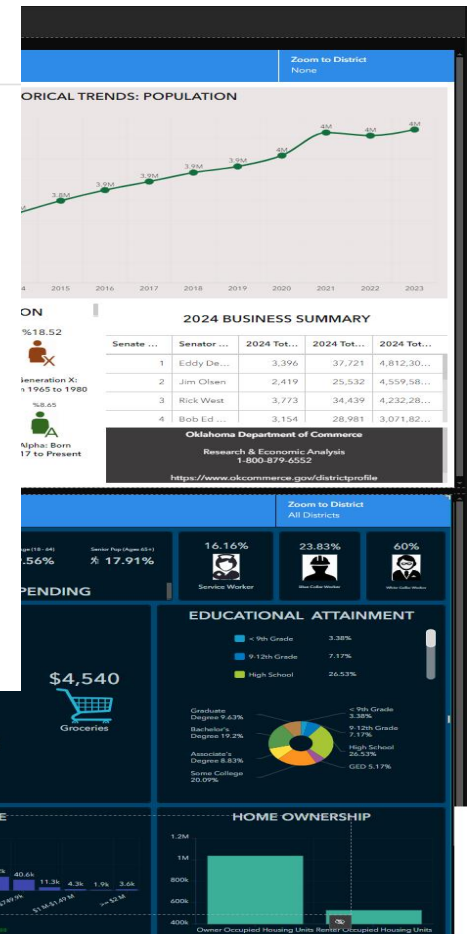 Zoom to District
None
ORICAL TRENDS: POPULATION
3.8M
3.9M
3.9M
3.9M
3.9M
4M
4M
4M
4M
2015 2016 2017 2018 2019 2020 2021 2022 2023
ON
%18.52
eneration X:
1965 to 1980
%8.65
Alpha: Born
17 to Present
2024 BUSINESS SUMMARY
Senate ... Senator ... 2024 Tot... 2024 Tot... 2024 Tot...
1 Eddy De... 3,396 37,721 4,812,30...
2 Jim Olsen 2,419 25,532 4,559,58...
3 Rick West 3,773 34,439 4,232,28...
4 Bob Ed ... 3,154 28,981 3,071,82...
Oklahoma Department of Commerce
Research & Economic Analysis
1-800-879-6552
https://www.okcommerce.gov/districtprofile
Zoom to District
All Districts
ge (18 - 64)
.56%
Senior Pop (Ages 65+)
17.91%
16.16%
Service Worker
23.83%
Blue Collar Worker
60%
White Collar Worker
PENDING
$4,540
Groceries
EDUCATIONAL ATTAINMENT
< 9th Grade 3.38%
9-12th Grade 7.17%
High School 26.53%
Graduate
Degree 9.63%
Bachelor's
Degree 19.2%
Associate's
Degree 8.83%
Some College
20.09%
< 9th Grade
3.38%
9-12th Grade
7.17%
High School
26.53%
GED 5.17%
E
40.6k
11.3k
4.3k
1.9k
3.6k
$1 M-$1.49 M
>= $2 M
HOME OWNERSHIP
1.2M
1M
800k
600k
400k
Owner Occupied Housing Units Renter Occupied Housing Units